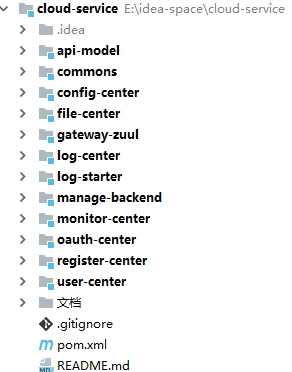 cloud-service E:\idea-space\cloud-service
.idea
api-model
commons
config-center
file-center
gateway-zuul
log-center
log-starter
manage-backend
monitor-center
oauth-center
register-center
user-center
文档
.gitignore
pom.xml
README.md